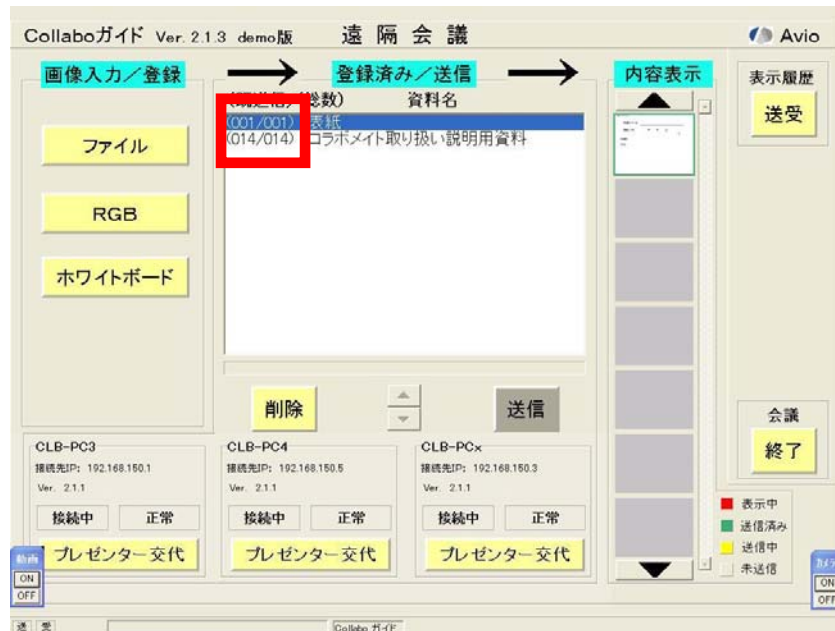 Collaboガイド Ver. 2.1.3 demo版 遠隔会議 Avio
画像入力/登録
登録済み/送信
内容表示
表示履歴
送受
総数) 資料名
(001/001) 表紙
(014/014) コラボメイト取り扱い説明用資料
ファイル
RGB
ホワイトボード
削除
送信
会議
終了
CLB-PC3
接続先IP: 192.168.150.1
Ver. 2.1.1
接続中 正常
プレゼンター交代
CLB-PC4
接続先IP: 192.168.150.5
Ver. 2.1.1
接続中 正常
プレゼンター交代
CLB-PCx
接続先IP: 192.168.150.3
Ver. 2.1.1
接続中 正常
プレゼンター交代
表示中
送信済み
送信中
未送信
動画
ON
OFF
カメラ
ON
OFF
送 受
Collabo ガイド